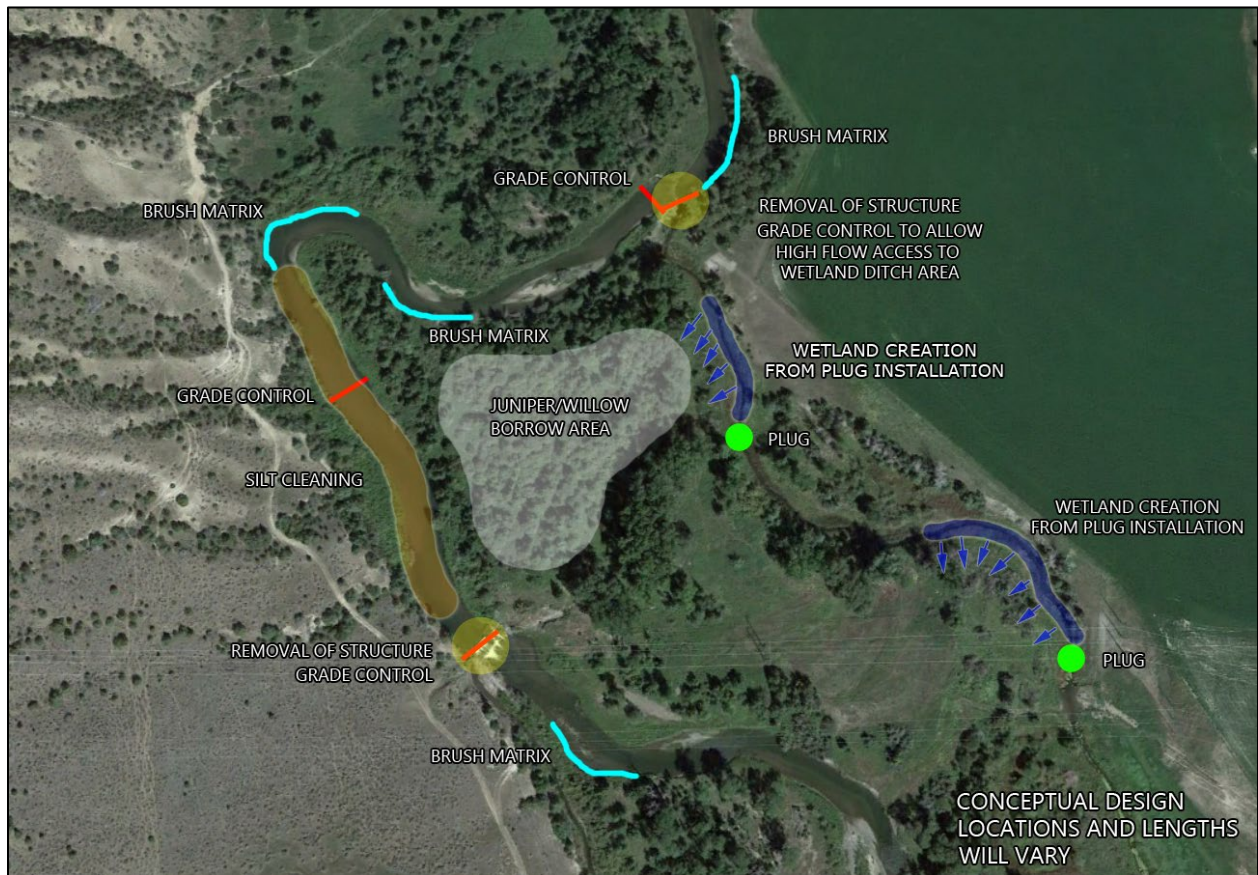 BRUSH MATRIX
GRADE CONTROL
BRUSH MATRIX
REMOVAL OF STRUCTURE
GRADE CONTROL TO ALLOW
HIGH FLOW ACCESS TO
WETLAND DITCH AREA
BRUSH MATRIX
WETLAND CREATION
FROM PLUG INSTALLATION
GRADE CONTROL
JUNIPER/WILLOW
BORROW AREA
PLUG
SILT CLEANING
WETLAND CREATION
FROM PLUG INSTALLATION
REMOVAL OF STRUCTURE
GRADE CONTROL
PLUG
BRUSH MATRIX
CONCEPTUAL DESIGN
LOCATIONS AND LENGTHS
WILL VARY